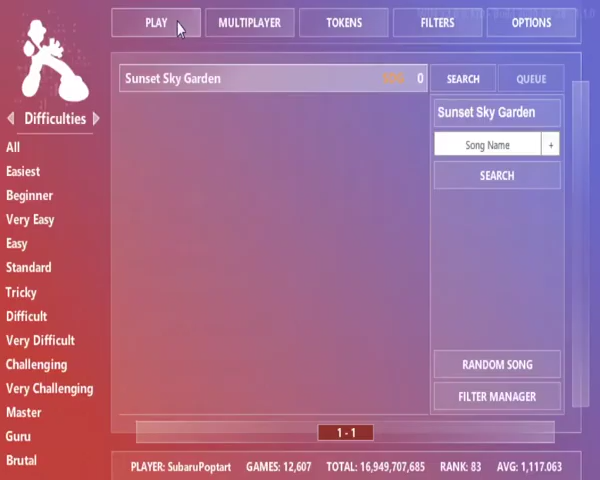 PLAY
MULTIPLAYER
TOKENS
FILTERS
OPTIONS
Sunset Sky Garden
0
SEARCH
QUEUE
Sunset Sky Garden
Song Name
+
SEARCH
Difficulties
All
Easiest
Beginner
Very Easy
Easy
Standard
Tricky
Difficult
Very Difficult
Challenging
Very Challenging
Master
Guru
Brutal
RANDOM SONG
FILTER MANAGER
1 - 1
PLAYER: SubaruPoptart GAMES: 12,607 TOTAL: 16,949,707,685 RANK: 83 AVG: 1,117.063